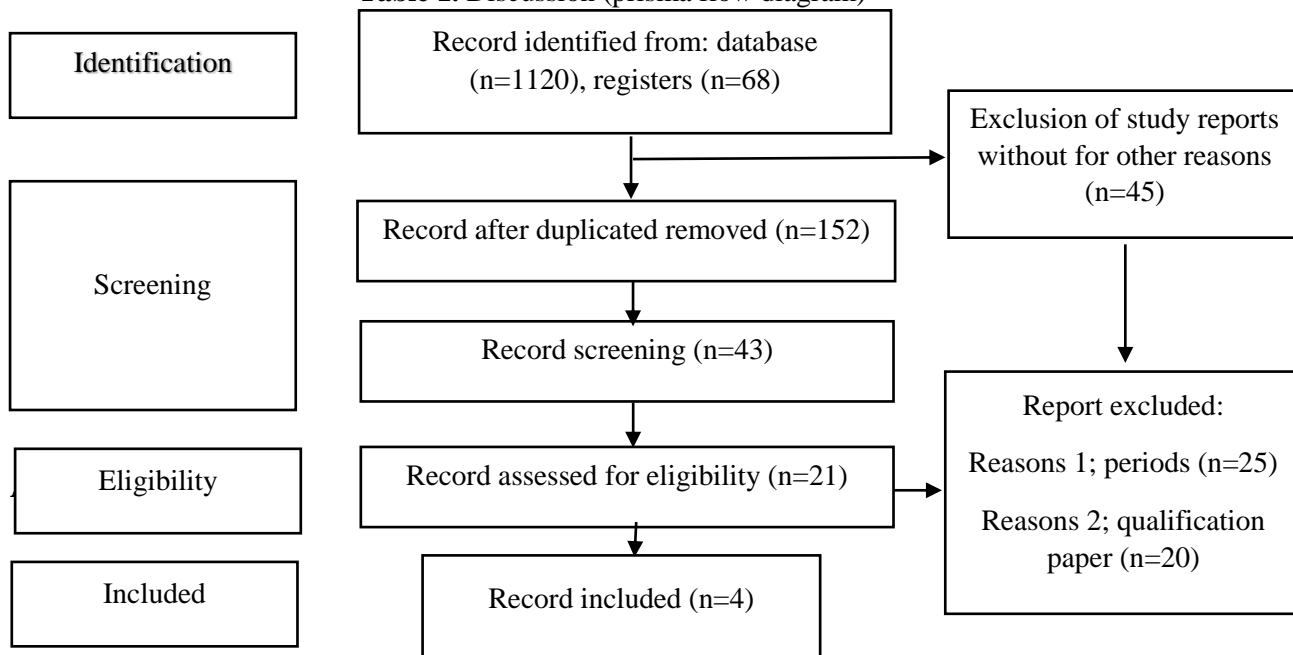 Discussion (prisma flow diagram)
Identification
Record identified from: database
(n=1120), registers (n=68)
Exclusion of study reports
without for other reasons
(n=45)
Record after duplicated removed (n=152)
Screening
Record screening (n=43)
Report excluded:
Reasons 1; periods (n=25)
Reasons 2; qualification
paper (n=20)
Eligibility
Record assessed for eligibility (n=21)
Included
Record included (n=4)